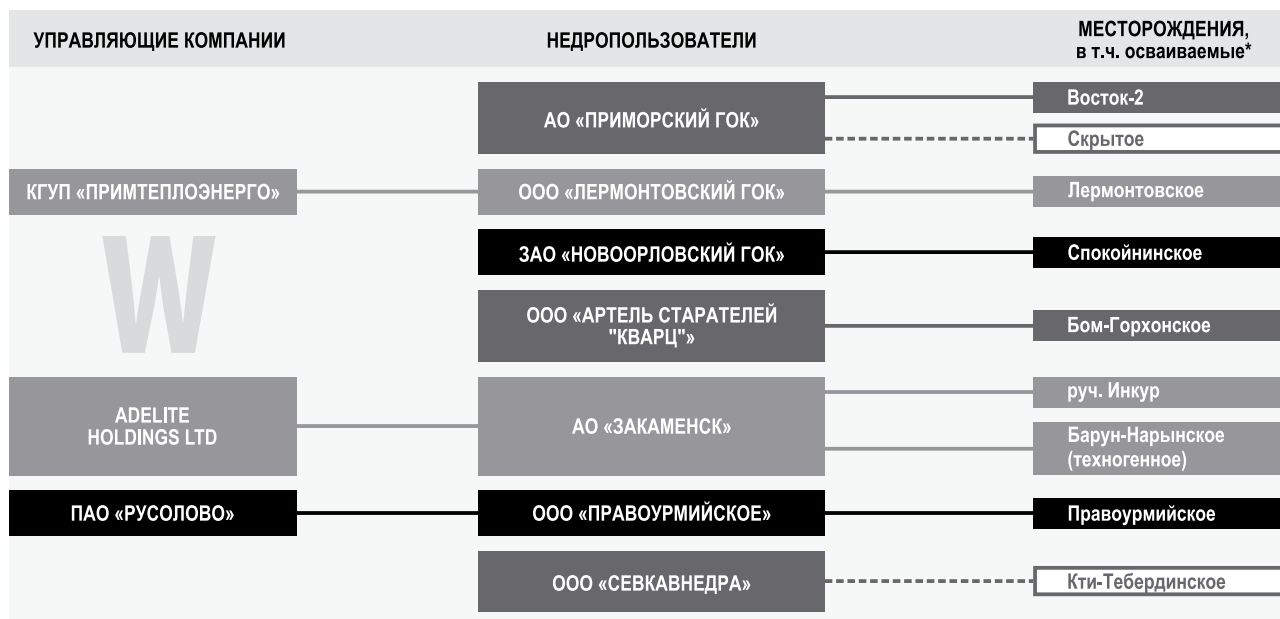 УПРАВЛЯЮЩИЕ КОМПАНИИ
НЕДРОПОЛЬЗОВАТЕЛИ
МЕСТОРОЖДЕНИЯ,
в т.ч. осваиваемые*
АО «ПРИМОРСКИЙ ГОК»
Восток-2
Скрытое
КГУП «ПРИМТЕПЛОЭНЕРГО»
ООО «ЛЕРМОНТОВСКИЙ ГОК»
Лермонтовское
W
ЗАО «НОВООРЛОВСКИЙ ГОК»
Спокойнинское
ООО «АРТЕЛЬ СТАРАТЕЛЕЙ
"КВАРЦ"»
Бом-Горхонское
ADELITE
HOLDINGS LTD
АО «ЗАКАМЕНСК»
руч. Инкур
Барун-Нарынское
(техногенное)
ПАО «РУСОЛОВО»
ООО «ПРАВОУРМИЙСКОЕ»
Правоурмийское
ООО «СЕВКАВНЕДРА»
Кти-Тебердинское